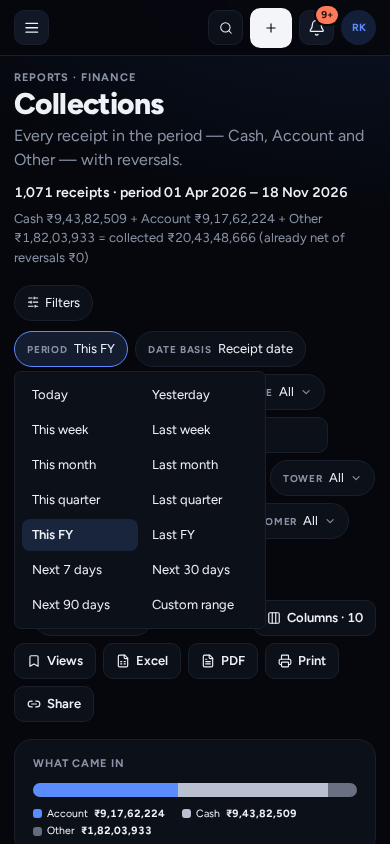 9+
RK
REPORTS · FINANCE
Collections
Every receipt in the period — Cash, Account and
Other — with reversals.
1,071 receipts · period 01 Apr 2026 – 18 Nov 2026
Cash ₹9,43,82,509 + Account ₹9,17,62,224 + Other
₹1,82,03,933 = collected ₹20,43,48,666 (already net of
reversals ₹0)
Filters
PERIOD This FY DATE BASIS Receipt date
All
Today Yesterday
This week Last week
This month Last month
TOWER All
This quarter Last quarter
All
This FY Last FY
Next 7 days Next 30 days
Next 90 days Custom range
Columns · 10
Views Excel PDF Print
Share
WHAT CAME IN
Account ₹9,17,62,224 Cash ₹9,43,82,509
Other ₹1,82,03,933